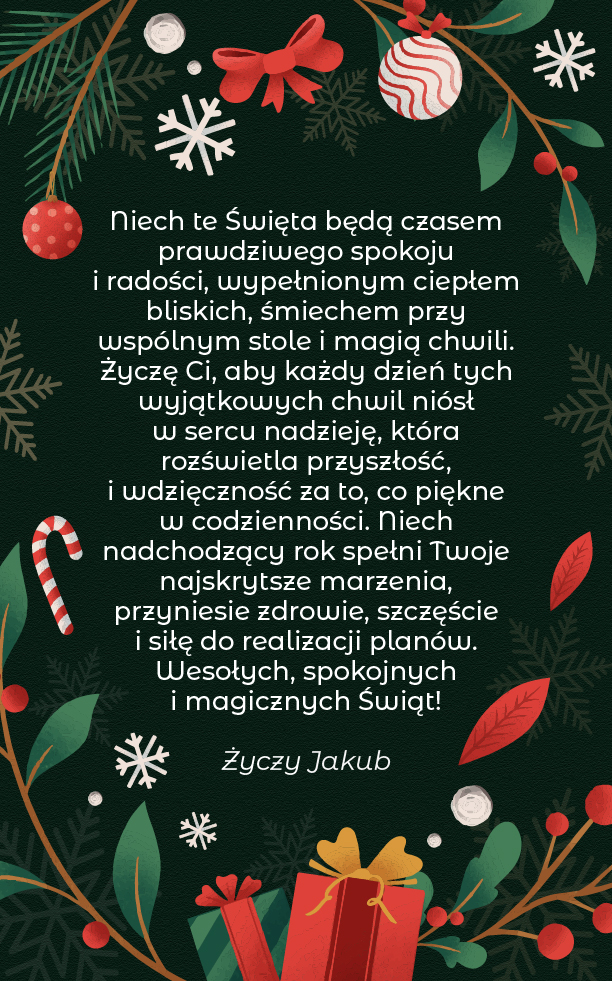 Niech te Święta będą czasem
prawdziwego spokoju
i radości, wypełnionym ciepłem
bliskich, śmiechem przy
wspólnym stole i magią chwili.
Życzę Ci, aby każdy dzień tych
wyjątkowych chwil niósł
w sercu nadzieję, która
rozświetla przyszłość,
i wdzięczność za to, co piękne
w codzienności. Niech
nadchodzący rok spełni Twoje
najskrytsze marzenia,
przyniesie zdrowie, szczęście
i siłę do realizacji planów.
Wesołych, spokojnych
i magicznych Świąt!
Życzy Jakub